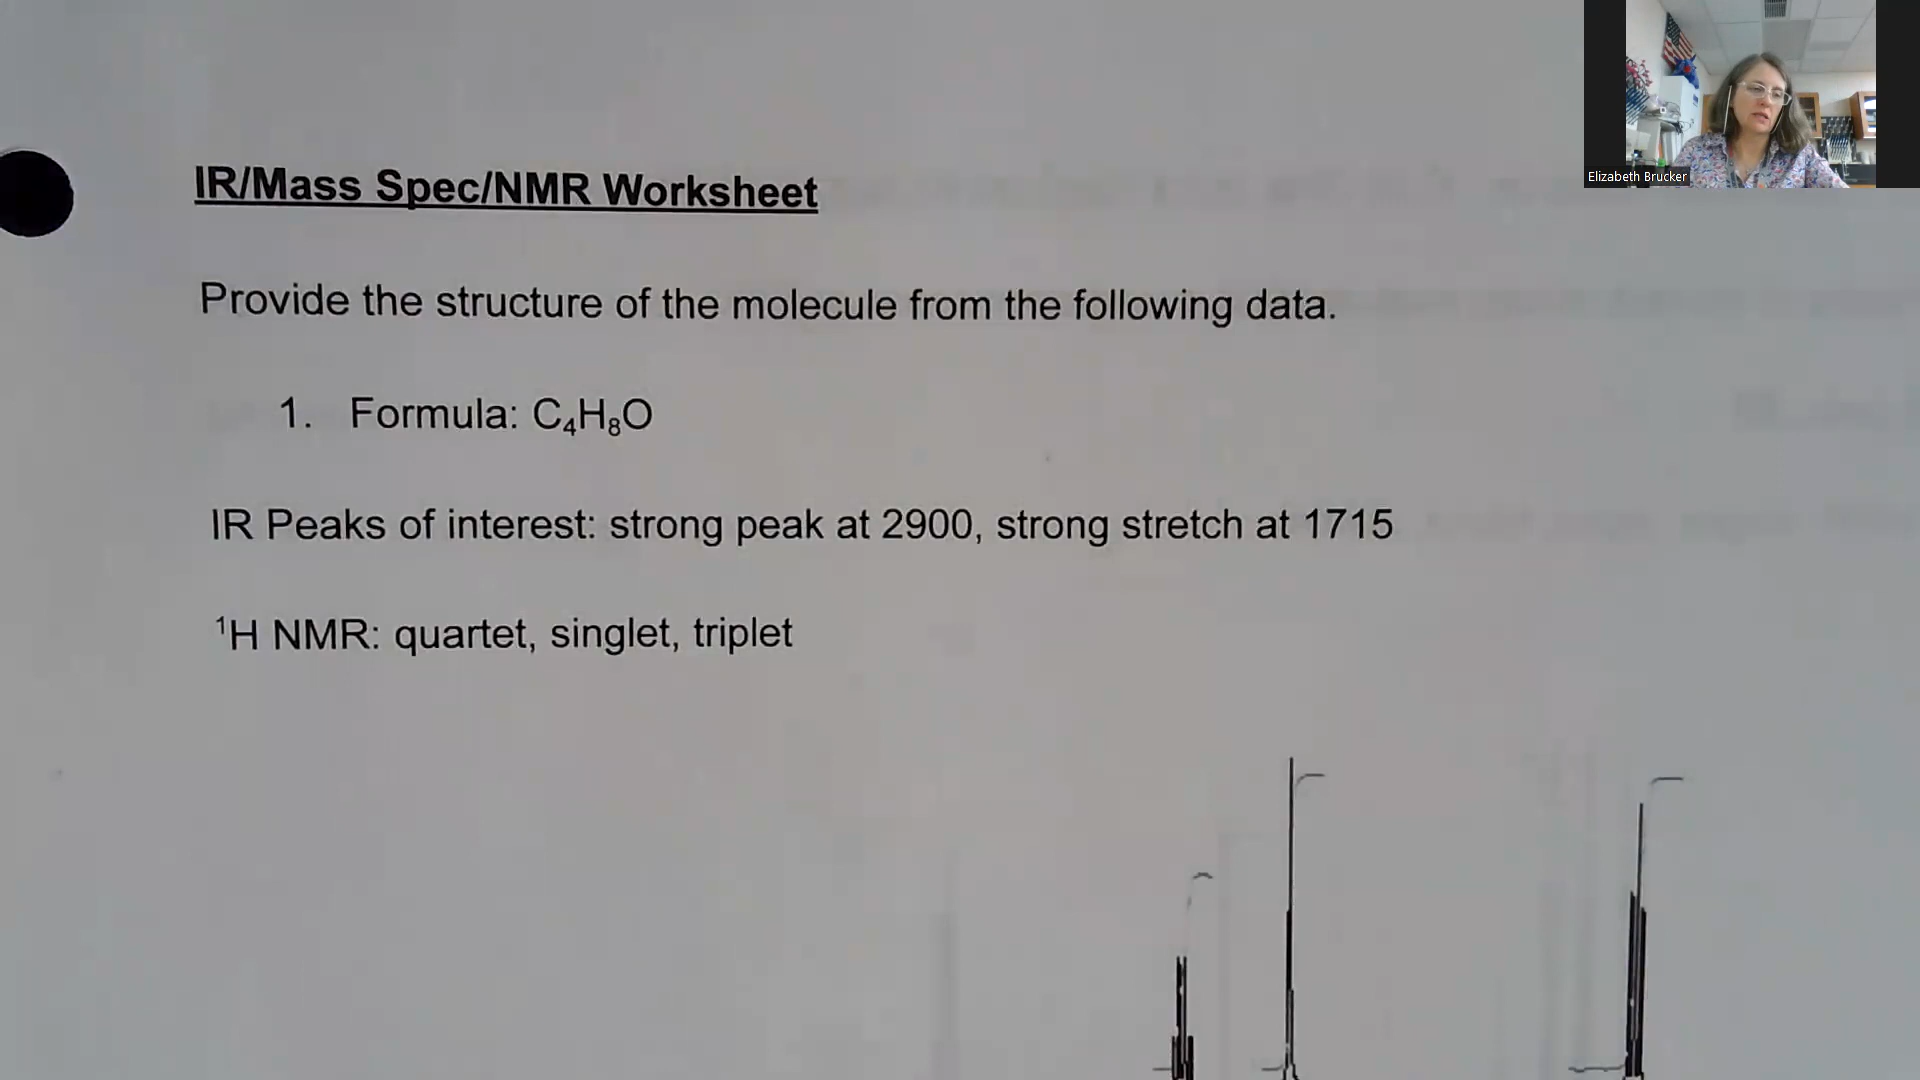 IR/Mass Spec/NMR Worksheet
Elizabeth Brucker
Provide the structure of the molecule from the following data.
1. Formula: C₄H₈O
IR Peaks of interest: strong peak at 2900, strong stretch at 1715
¹H NMR: quartet, singlet, triplet